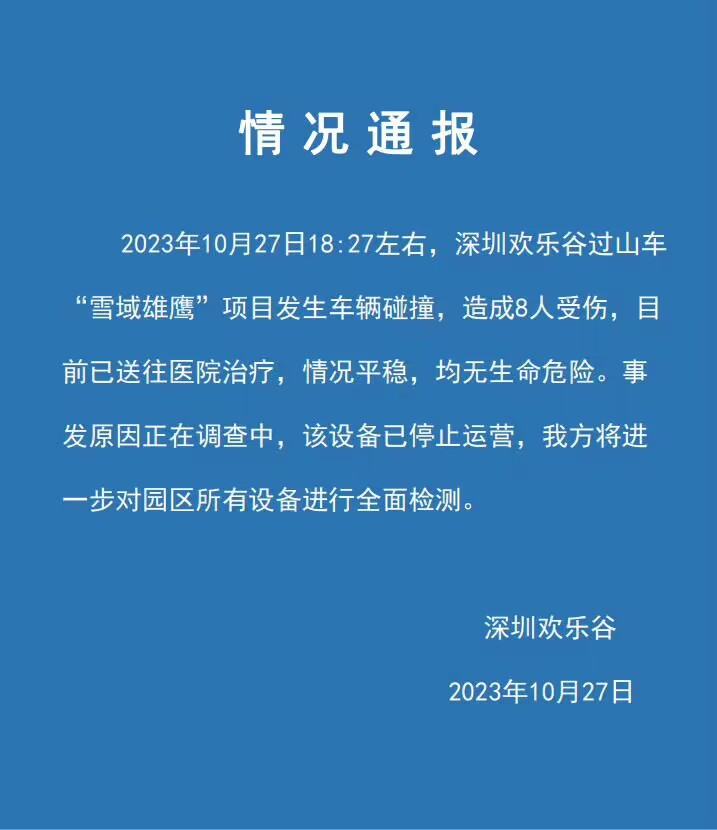 情况通报
2023年10月27日18:27左右，深圳欢乐谷过山车
“雪域雄鹰”项目发生车辆碰撞，造成8人受伤，目
前已送往医院治疗，情况平稳，均无生命危险。事
发原因正在调查中，该设备已停止运营，我方将进
一步对园区所有设备进行全面检测。
深圳欢乐谷
2023年10月27日